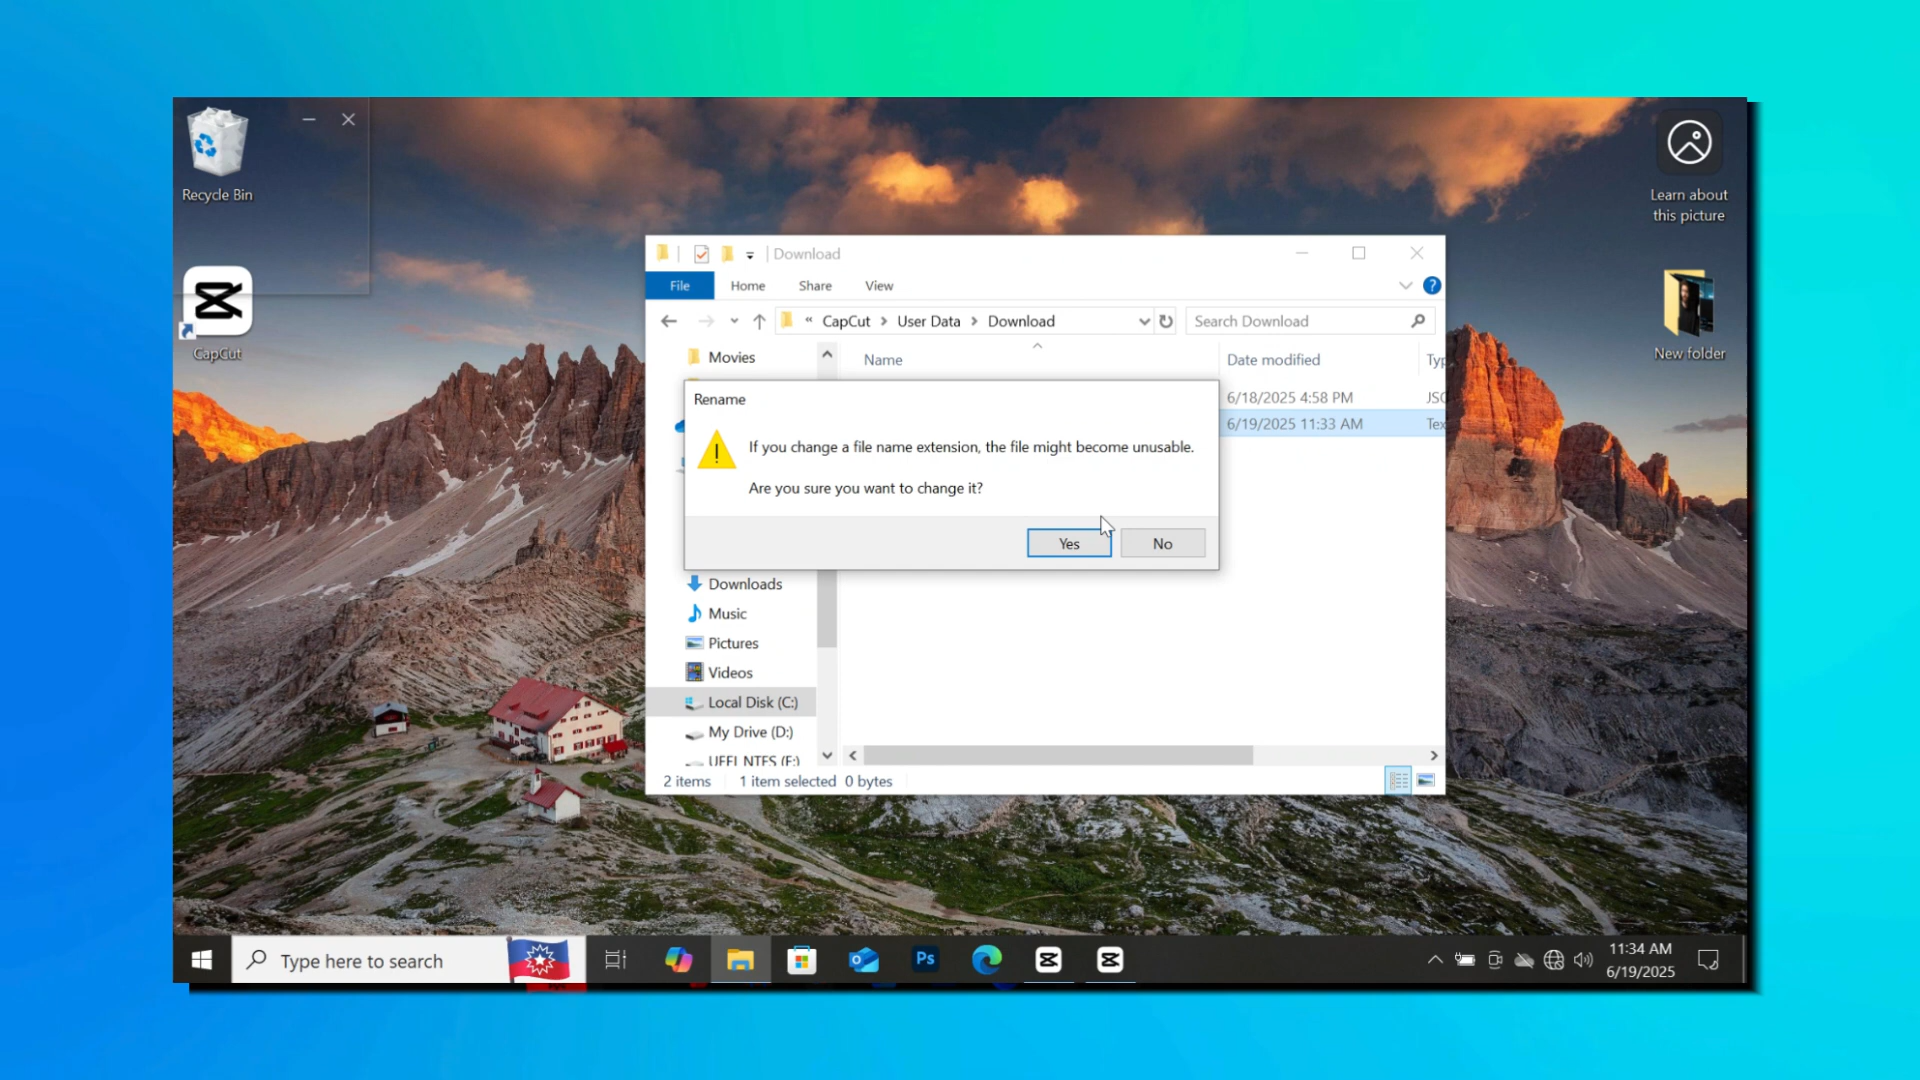 Recycle Bin
CapCut
Learn about
this picture
New folder
Download
File
Home
Share
View
?
« CapCut > User Data > Download
Search Download
Movies
Name
Date modified
Typ
6/18/2025 4:58 PM
JSO
6/19/2025 11:33 AM
Tex
Rename
If you change a file name extension, the file might become unusable.
Are you sure you want to change it?
Yes
No
Downloads
Music
Pictures
Videos
Local Disk (C:)
My Drive (D:)
2 items
1 item selected 0 bytes
Type here to search
Ps
11:34 AM
6/19/2025